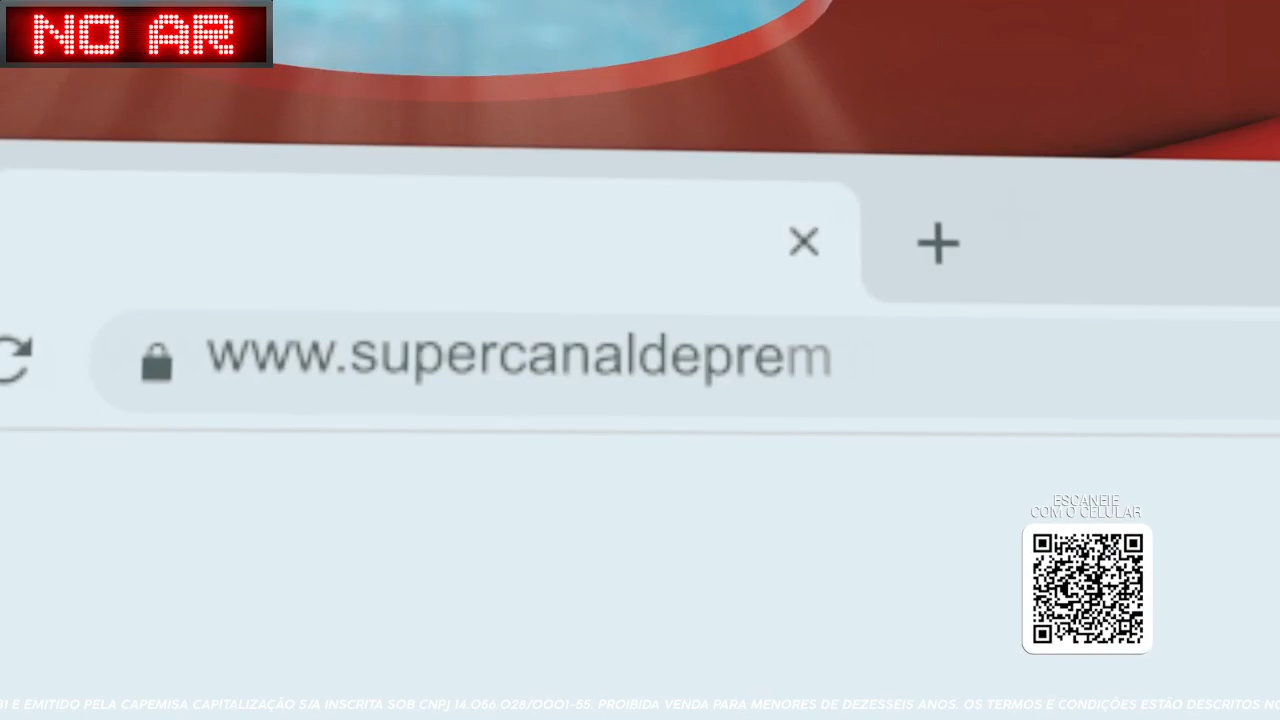 NO AR
www.supercanaldeprem
ESCANEIE
COM O CELULAR
E EMITIDO PELA CAPEMISA CAPITALIZAÇÃO S/A INSCRITA SOB CNPJ 14.056.028/0001-55. PROIBIDA VENDA PARA MENORES DE DEZESSEIS ANOS. OS TERMOS E CONDIÇÕES ESTÃO DESCRITOS